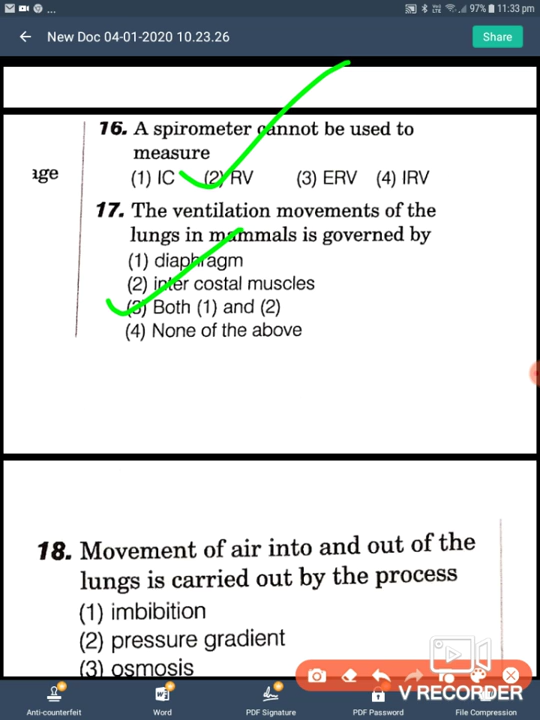 ... 97% 11:33 pm
New Doc 04-01-2020 10.23.26
Share
16. A spirometer cannot be used to
measure
age
(1) IC (2) RV (3) ERV (4) IRV
17. The ventilation movements of the
lungs in mammals is governed by
(1) diaphragm
(2) inter costal muscles
(3) Both (1) and (2)
(4) None of the above
18. Movement of air into and out of the
lungs is carried out by the process
(1) imbibition
(2) pressure gradient
(3) osmosis
V RECORDER
Anti-counterfeit Word PDF Signature PDF Password File Compression